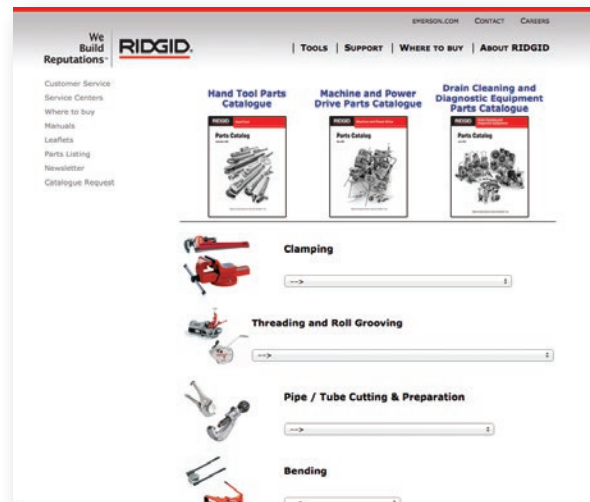 EMERSON.COM CONTACT CAREERS
We
Build
Reputations™
RIDGID.
| TOOLS | SUPPORT | WHERE TO BUY | ABOUT RIDGID
Customer Service
Service Centers
Where to buy
Manuals
Leaflets
Parts Listing
Newsletter
Catalogue Request
Hand Tool Parts
Catalogue
Machine and Power
Drive Parts Catalogue
Drain Cleaning and
Diagnostic Equipment
Parts Catalogue
RIDGID
Parts Catalog
RIDGID
Parts Catalog
RIDGID
Parts Catalog
Clamping
--->
Threading and Roll Grooving
--->
Pipe / Tube Cutting & Preparation
--->
Bending